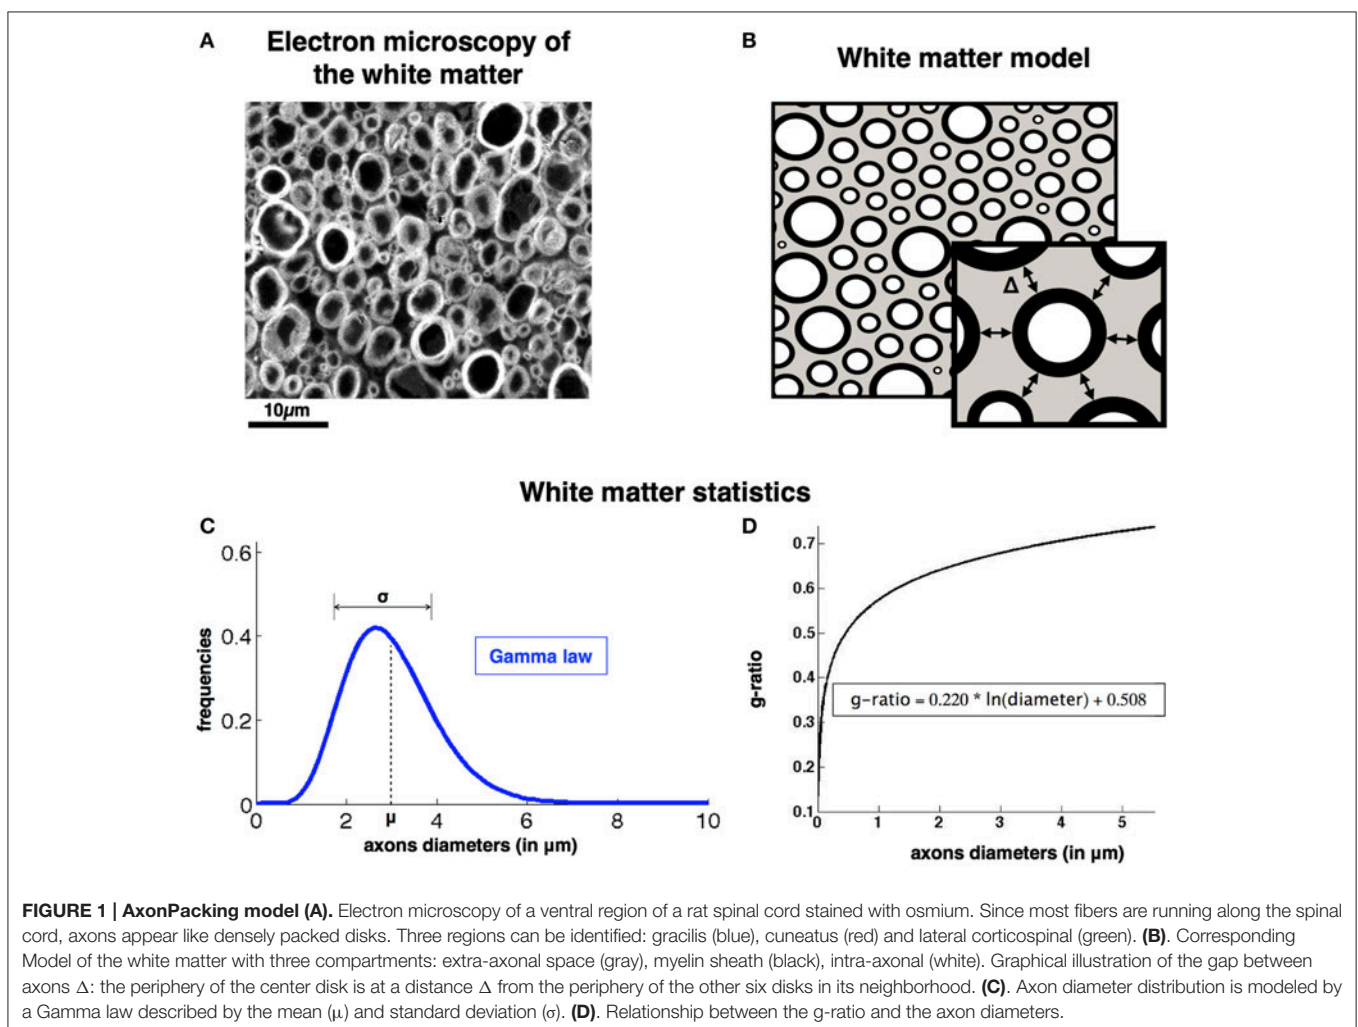 A
Electron microscopy of
the white matter
10µm
B
White matter model
Δ
White matter statistics
C
0.6
0.4
0.2
0
frequencies
σ
Gamma law
0
2
μ
4
6
8
10
axons diameters (in µm)
D
0.7
0.6
0.5
0.4
0.3
0.2
0.1
g-ratio
g-ratio = 0.220 * ln(diameter) + 0.508
0
1
2
3
4
5
axons diameters (in µm)
FIGURE 1 | AxonPacking model (A). Electron microscopy of a ventral region of a rat spinal cord stained with osmium. Since most fibers are running along the spinal
cord, axons appear like densely packed disks. Three regions can be identified: gracilis (blue), cuneatus (red) and lateral corticospinal (green). (B). Corresponding
Model of the white matter with three compartments: extra-axonal space (gray), myelin sheath (black), intra-axonal (white). Graphical illustration of the gap between
axons Δ: the periphery of the center disk is at a distance Δ from the periphery of the other six disks in its neighborhood. (C). Axon diameter distribution is modeled by
a Gamma law described by the mean (μ) and standard deviation (σ). (D). Relationship between the g-ratio and the axon diameters.